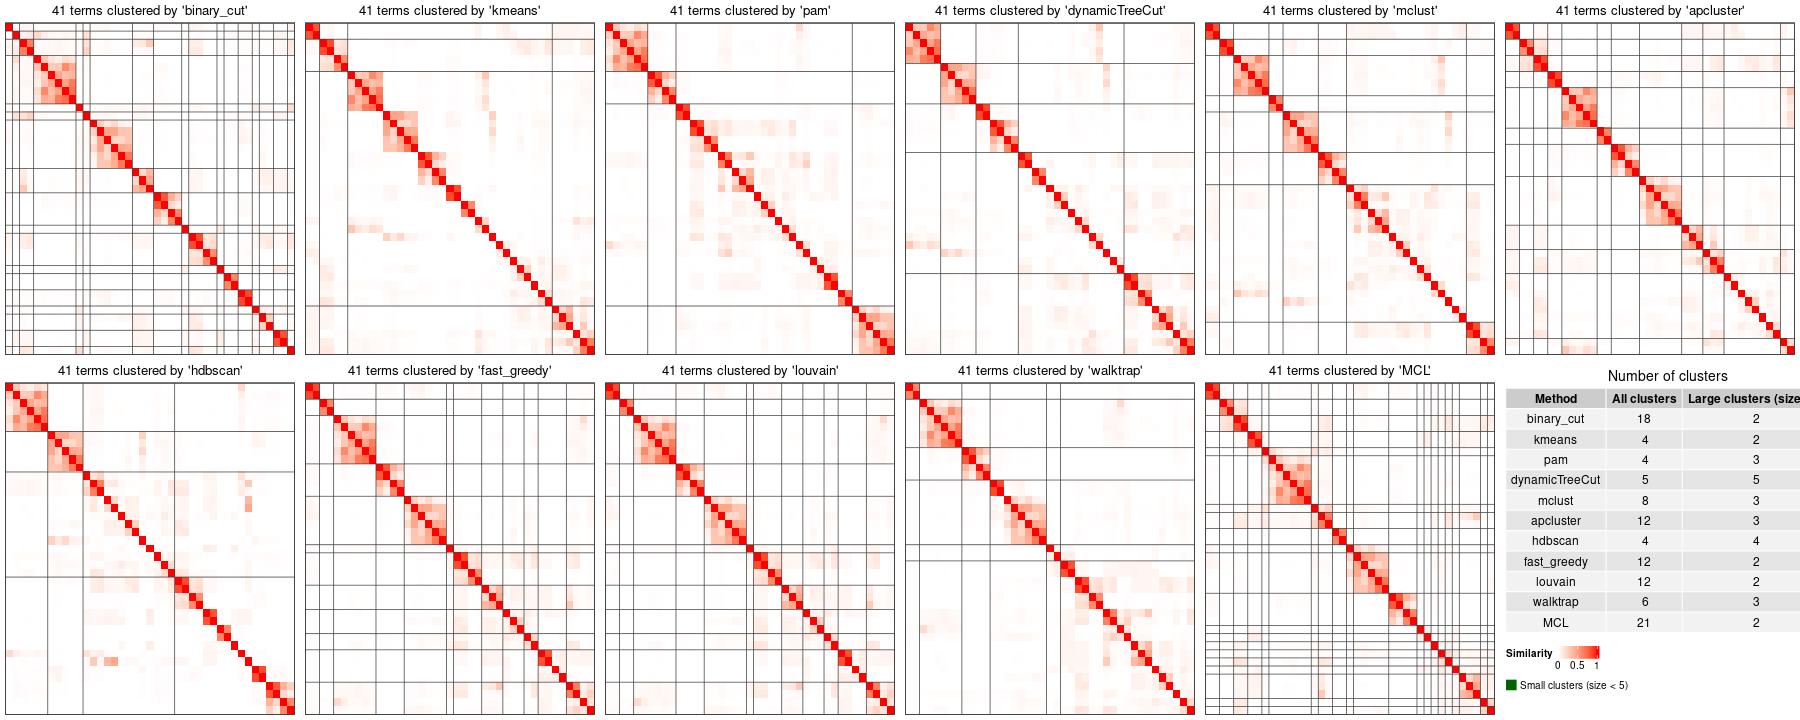 41 terms clustered by 'binary_cut'
41 terms clustered by 'kmeans'
41 terms clustered by 'pam'
41 terms clustered by 'dynamicTreeCut'
41 terms clustered by 'mclust'
41 terms clustered by 'apcluster'
41 terms clustered by 'hdbscan'
41 terms clustered by 'fast_greedy'
41 terms clustered by 'louvain'
41 terms clustered by 'walktrap'
41 terms clustered by 'MCL'
Number of clusters
Method All clusters Large clusters (size
binary_cut 18 2
kmeans 4 2
pam 4 3
dynamicTreeCut 5 5
mclust 8 3
apcluster 12 3
hdbscan 4 4
fast_greedy 12 2
louvain 12 2
walktrap 6 3
MCL 21 2
Similarity
0 0.5 1
Small clusters (size < 5)